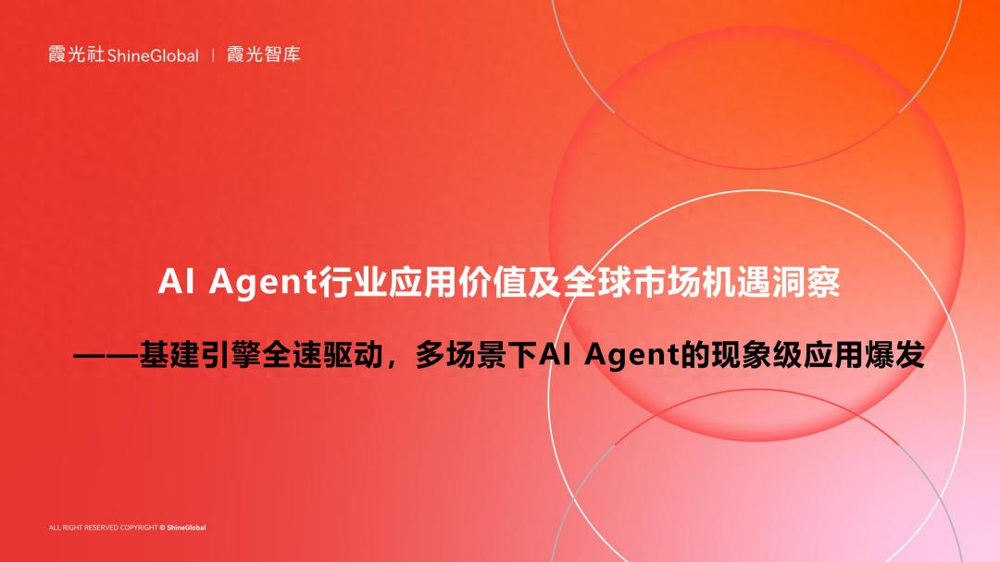 霞光社ShineGlobal | 霞光智库
AI Agent行业应用价值及全球市场机遇洞察
——基建引擎全速驱动，多场景下AI Agent的现象级应用爆发
ALL RIGHT RESERVED COPYRIGHT © ShineGlobal